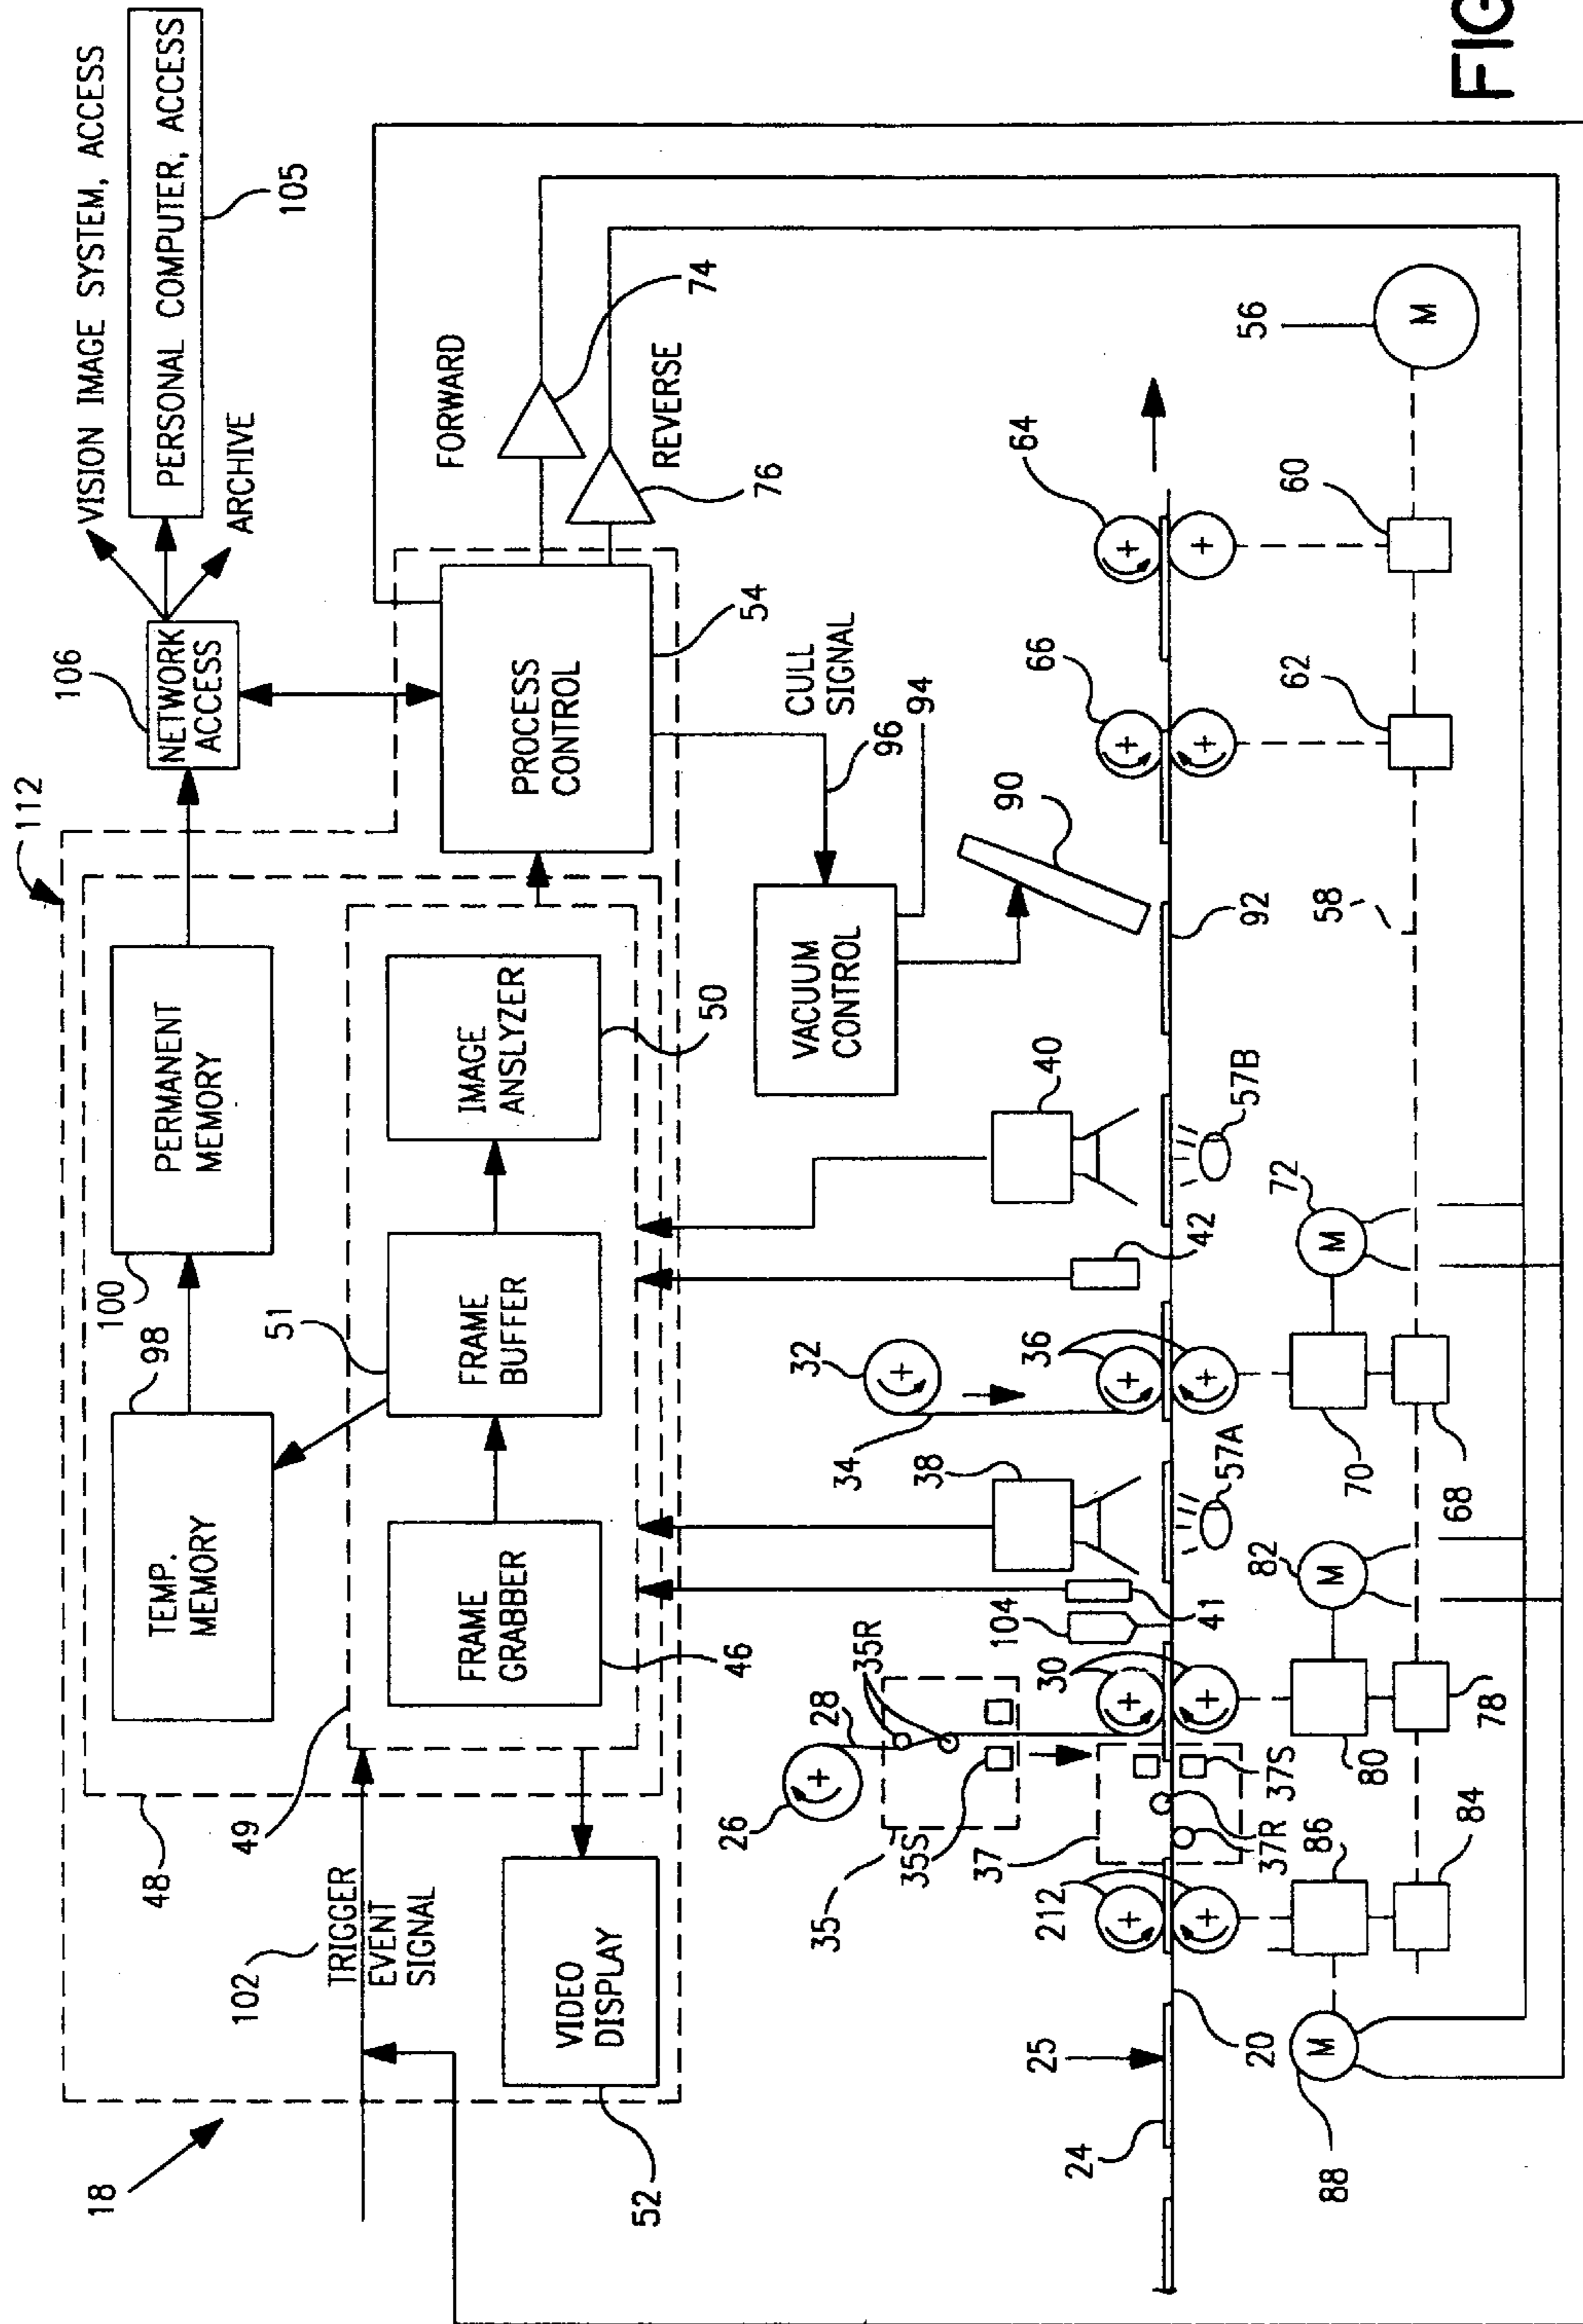 18
112
106
NETWORK
ACCESS
VISION IMAGE SYSTEM, ACCESS
PERSONAL COMPUTER, ACCESS
105
ARCHIVE
98
TEMP.
MEMORY
100
PERMANENT
MEMORY
48
49
51
102
TRIGGER
EVENT
SIGNAL
FRAME
GRABBER
46
FRAME
BUFFER
IMAGE
ANSLYZER
50
PROCESS
CONTROL
54
FORWARD
74
REVERSE
76
VIDEO
DISPLAY
52
CULL
SIGNAL
96
94
VACUUM
CONTROL
90
26
28
35R
35
35S
37
37R
37S
212
30
104
41
38
57A
34
32
36
42
40
57B
92
66
64
24
25
20
88
M
86
84
80
78
82
M
70
68
72
M
58
62
60
56
M
FIG